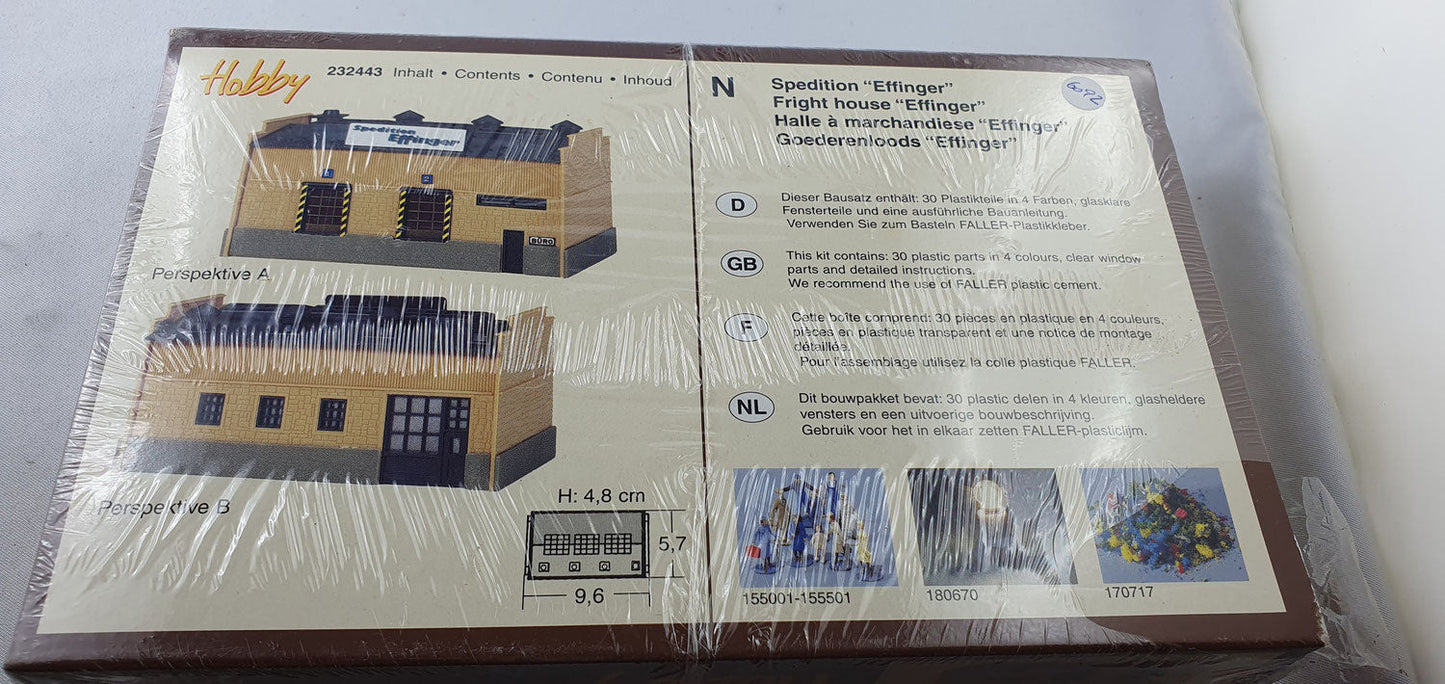 Hobby
232443 Inhalt • Contents • Contenu • Inhoud
Spedition
Effinger
1
2
BÜRO
Perspektive A
Perspektive B
H: 4,8 cm
5,7
9,6
N
Spedition “Effinger”
Fright house “Effinger”
Halle à marchandiese “Effinger”
Goederenloods “Effinger”
D
Dieser Bausatz enthält: 30 Plastikteile in 4 Farben, glasklare
Fensterteile und eine ausführliche Bauanleitung.
Verwenden Sie zum Basteln FALLER-Plastikkleber.
GB
This kit contains: 30 plastic parts in 4 colours, clear window
parts and detailed instructions.
We recommend the use of FALLER plastic cement.
F
Cette boîte comprend: 30 pièces en plastique en 4 couleurs,
pièces en plastique transparent et une notice de montage
détaillée.
Pour l'assemblage utilisez la colle plastique FALLER.
NL
Dit bouwpakket bevat: 30 plastic delen in 4 kleuren, glasheldere
vensters en een uitvoerige bouwbeschrijving.
Gebruik voor het in elkaar zetten FALLER-plasticlijm.
155001-155501
180670
170717